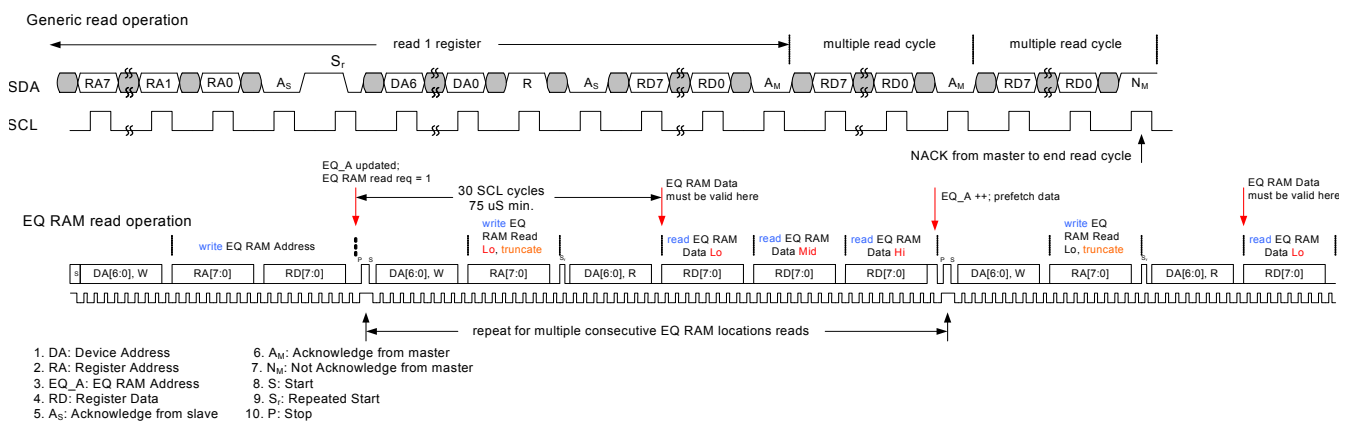 Generic read operation
read 1 register
multiple read cycle
multiple read cycle
Sr
SDA
RA7
RA1
RA0
AS
DA6
DA0
R
AS
RD7
RD0
AM
RD7
RD0
AM
RD7
RD0
NM
SCL
NACK from master to end read cycle
EQ_A updated;
EQ RAM read req = 1
30 SCL cycles
75 uS min.
EQ RAM Data
must be valid here
EQ_A ++; prefetch data
EQ RAM Data
must be valid here
EQ RAM read operation
write EQ RAM Address
write EQ
RAM Read
Lo, truncate
read EQ RAM
Data Lo
read EQ RAM
Data Mid
read EQ RAM
Data Hi
write EQ
RAM Read
Lo, truncate
read EQ RAM
Data Lo
P S
Sr
P S
Sr
S
DA[6:0], W
RA[7:0]
RD[7:0]
DA[6:0], W
RA[7:0]
DA[6:0], R
RD[7:0]
RD[7:0]
RD[7:0]
DA[6:0], W
RA[7:0]
DA[6:0], R
RD[7:0]
repeat for multiple consecutive EQ RAM locations reads
1. DA: Device Address
2. RA: Register Address
3. EQ_A: EQ RAM Address
4. RD: Register Data
5. AS: Acknowledge from slave
6. AM: Acknowledge from master
7. NM: Not Acknowledge from master
8. S: Start
9. Sr: Repeated Start
10. P: Stop